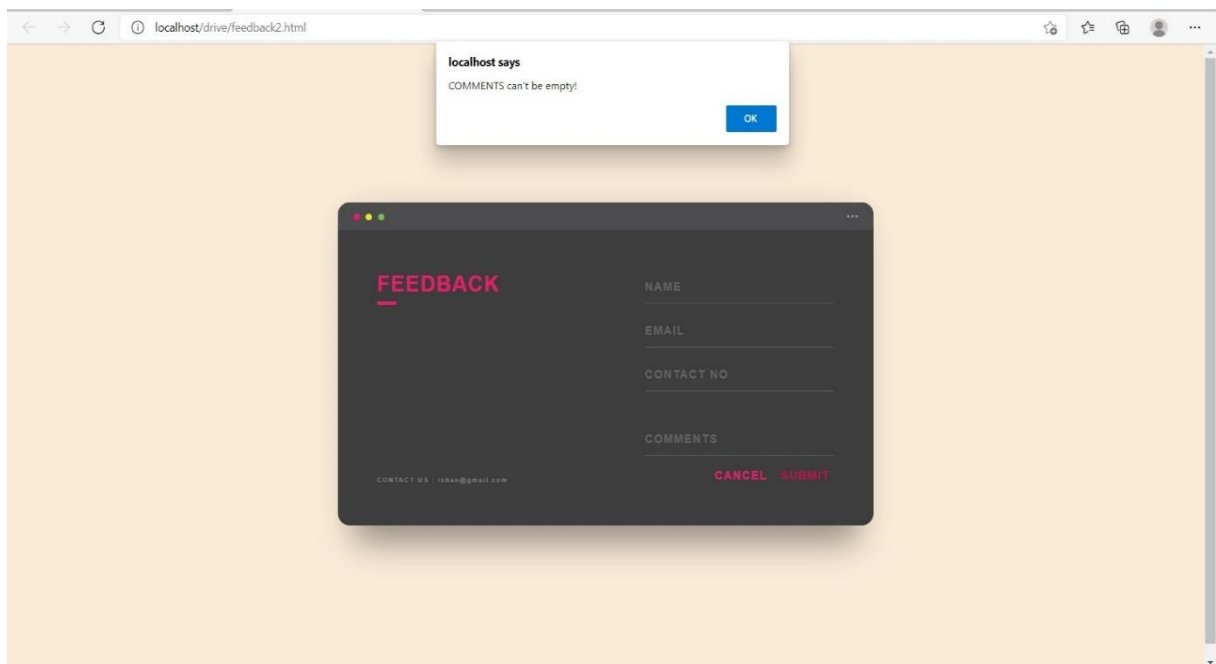 localhost/drive/feedback2.html
localhost says
COMMENTS can't be empty!
OK
FEEDBACK
NAME
EMAIL
CONTACT NO
COMMENTS
CANCEL SUBMIT
CONTACT US : ishan@gmail.com